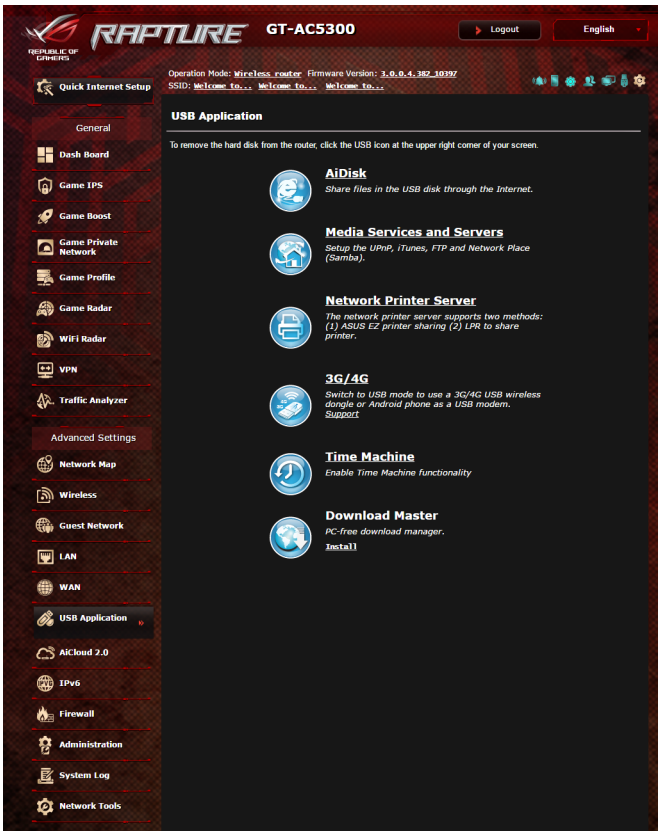 REPUBLIC OF
GAMERS
RAPTURE
GT-AC5300
Logout
English
Quick Internet Setup
Operation Mode: Wireless router Firmware Version: 3.0.0.4.382_10397
SSID: Welcome to... Welcome to... Welcome to...
General
Dash Board
Game IPS
Game Boost
Game Private
Network
Game Profile
Game Radar
WiFi Radar
VPN
Traffic Analyzer
Advanced Settings
Network Map
Wireless
Guest Network
LAN
WAN
USB Application
AiCloud 2.0
IPv6
Firewall
Administration
System Log
Network Tools
USB Application
To remove the hard disk from the router, click the USB icon at the upper right corner of your screen.
AiDisk
Share files in the USB disk through the Internet.
Media Services and Servers
Setup the UPnP, iTunes, FTP and Network Place
(Samba).
Network Printer Server
The network printer server supports two methods:
(1) ASUS EZ printer sharing (2) LPR to share
printer.
3G/4G
Switch to USB mode to use a 3G/4G USB wireless
dongle or Android phone as a USB modem.
Support
Time Machine
Enable Time Machine functionality
Download Master
PC-free download manager.
Install